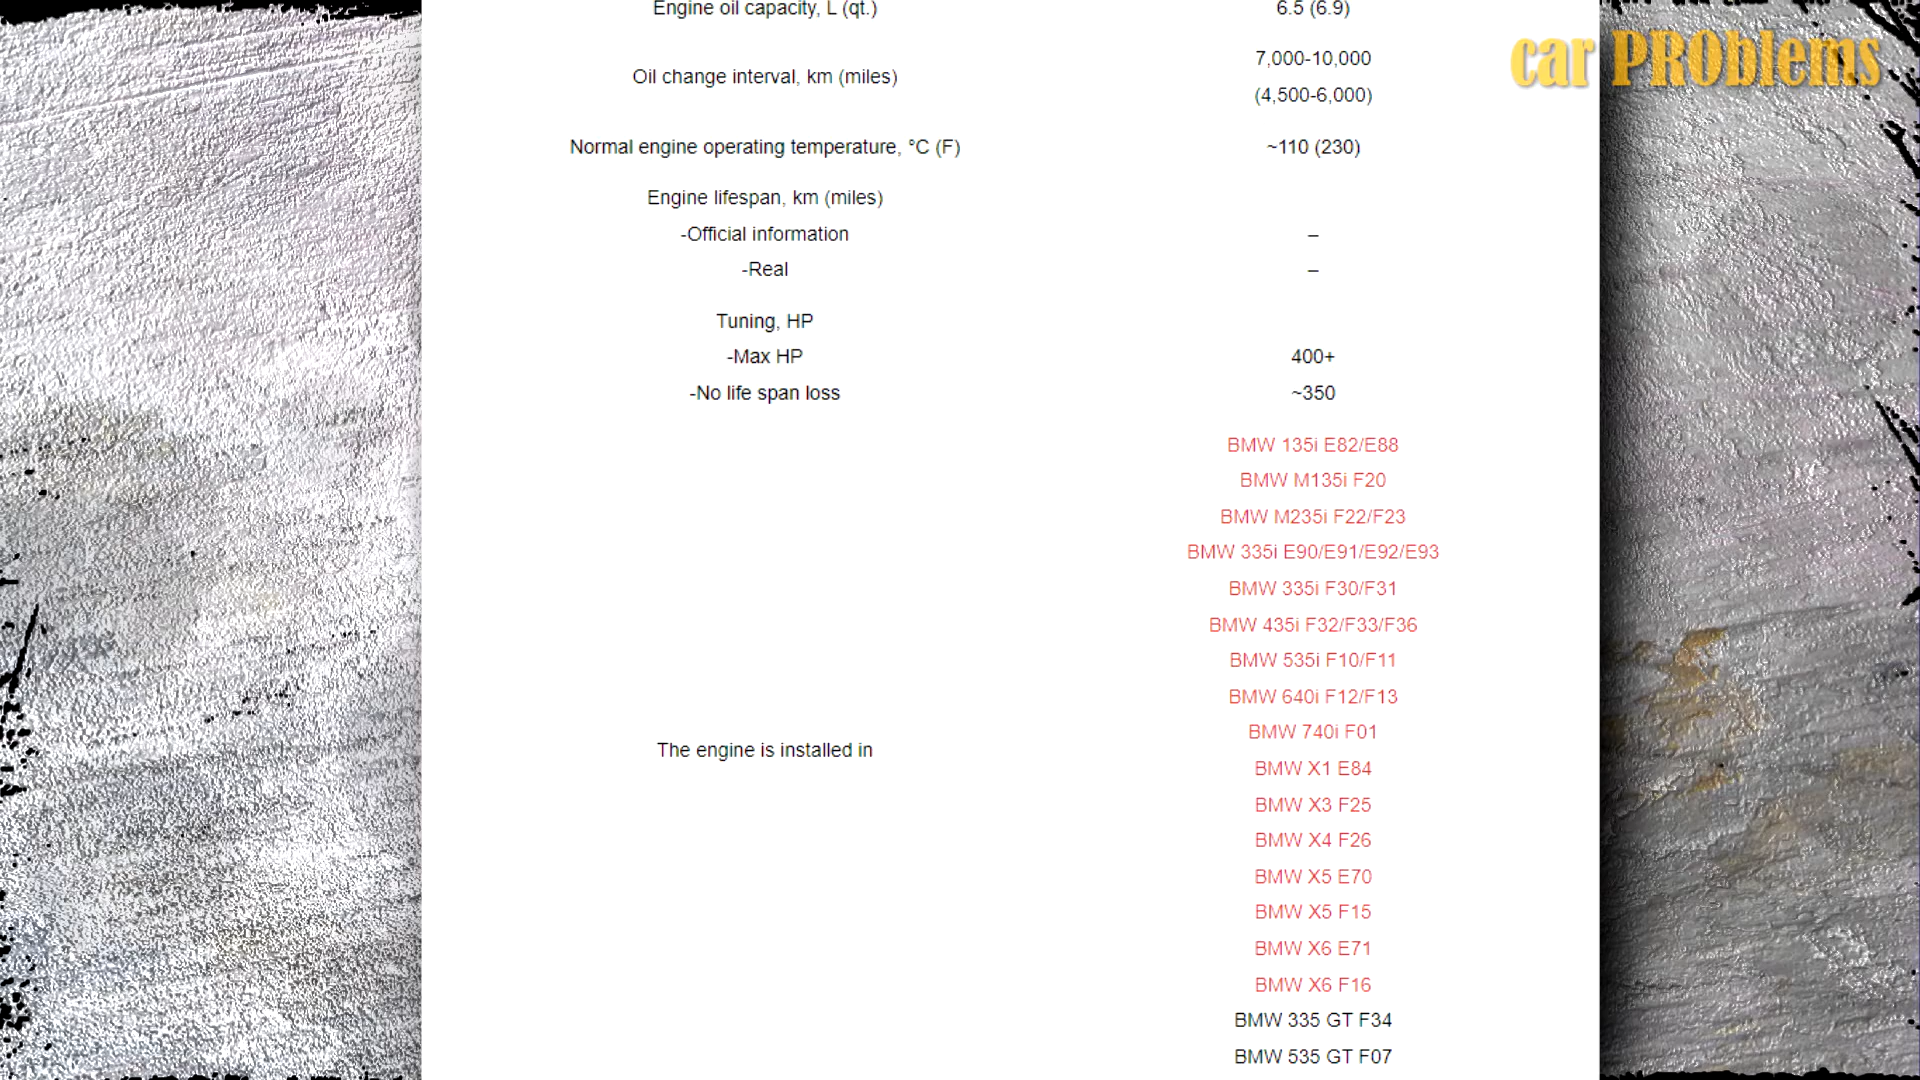 car PROblems
Engine oil capacity, L (qt.) 6.5 (6.9)
Oil change interval, km (miles) 7,000-10,000
(4,500-6,000)
Normal engine operating temperature, °C (F) ~110 (230)
Engine lifespan, km (miles)
-Official information –
-Real –
Tuning, HP
-Max HP 400+
-No life span loss ~350
The engine is installed in
BMW 135i E82/E88
BMW M135i F20
BMW M235i F22/F23
BMW 335i E90/E91/E92/E93
BMW 335i F30/F31
BMW 435i F32/F33/F36
BMW 535i F10/F11
BMW 640i F12/F13
BMW 740i F01
BMW X1 E84
BMW X3 F25
BMW X4 F26
BMW X5 E70
BMW X5 F15
BMW X6 E71
BMW X6 F16
BMW 335 GT F34
BMW 535 GT F07